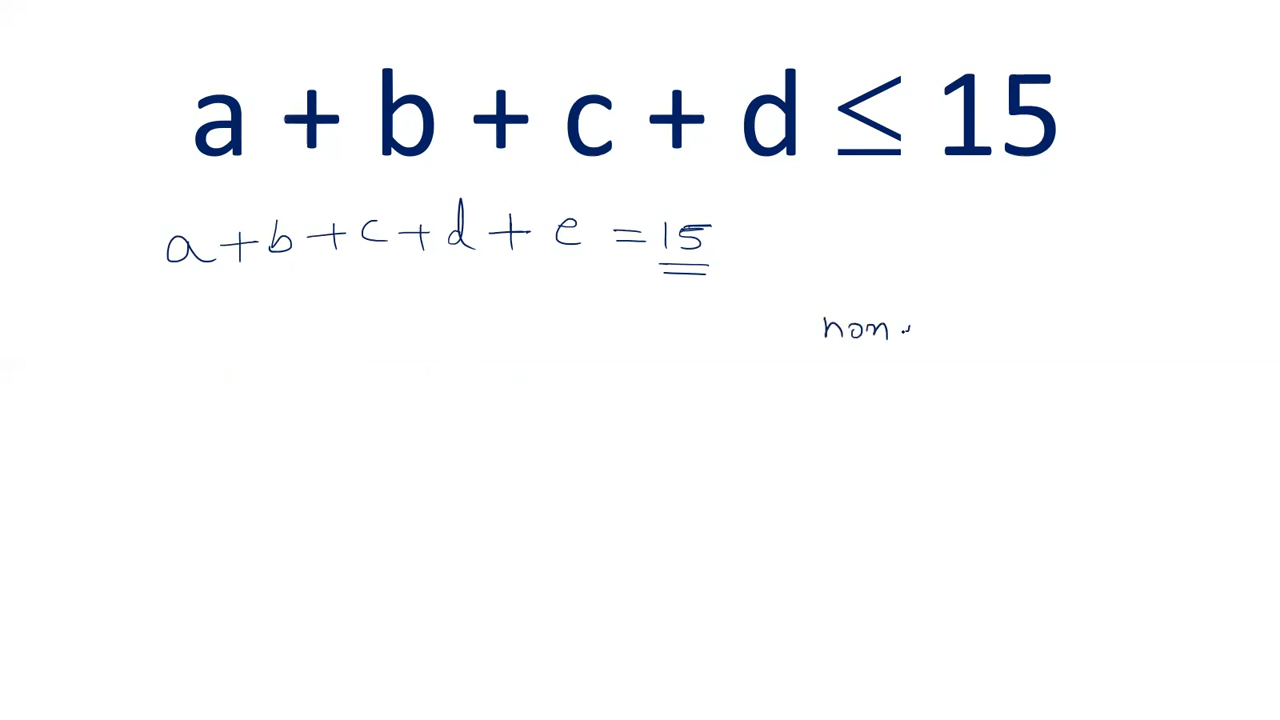 a + b + c + d ≤ 15
a + b + c + d + e = 15
non.